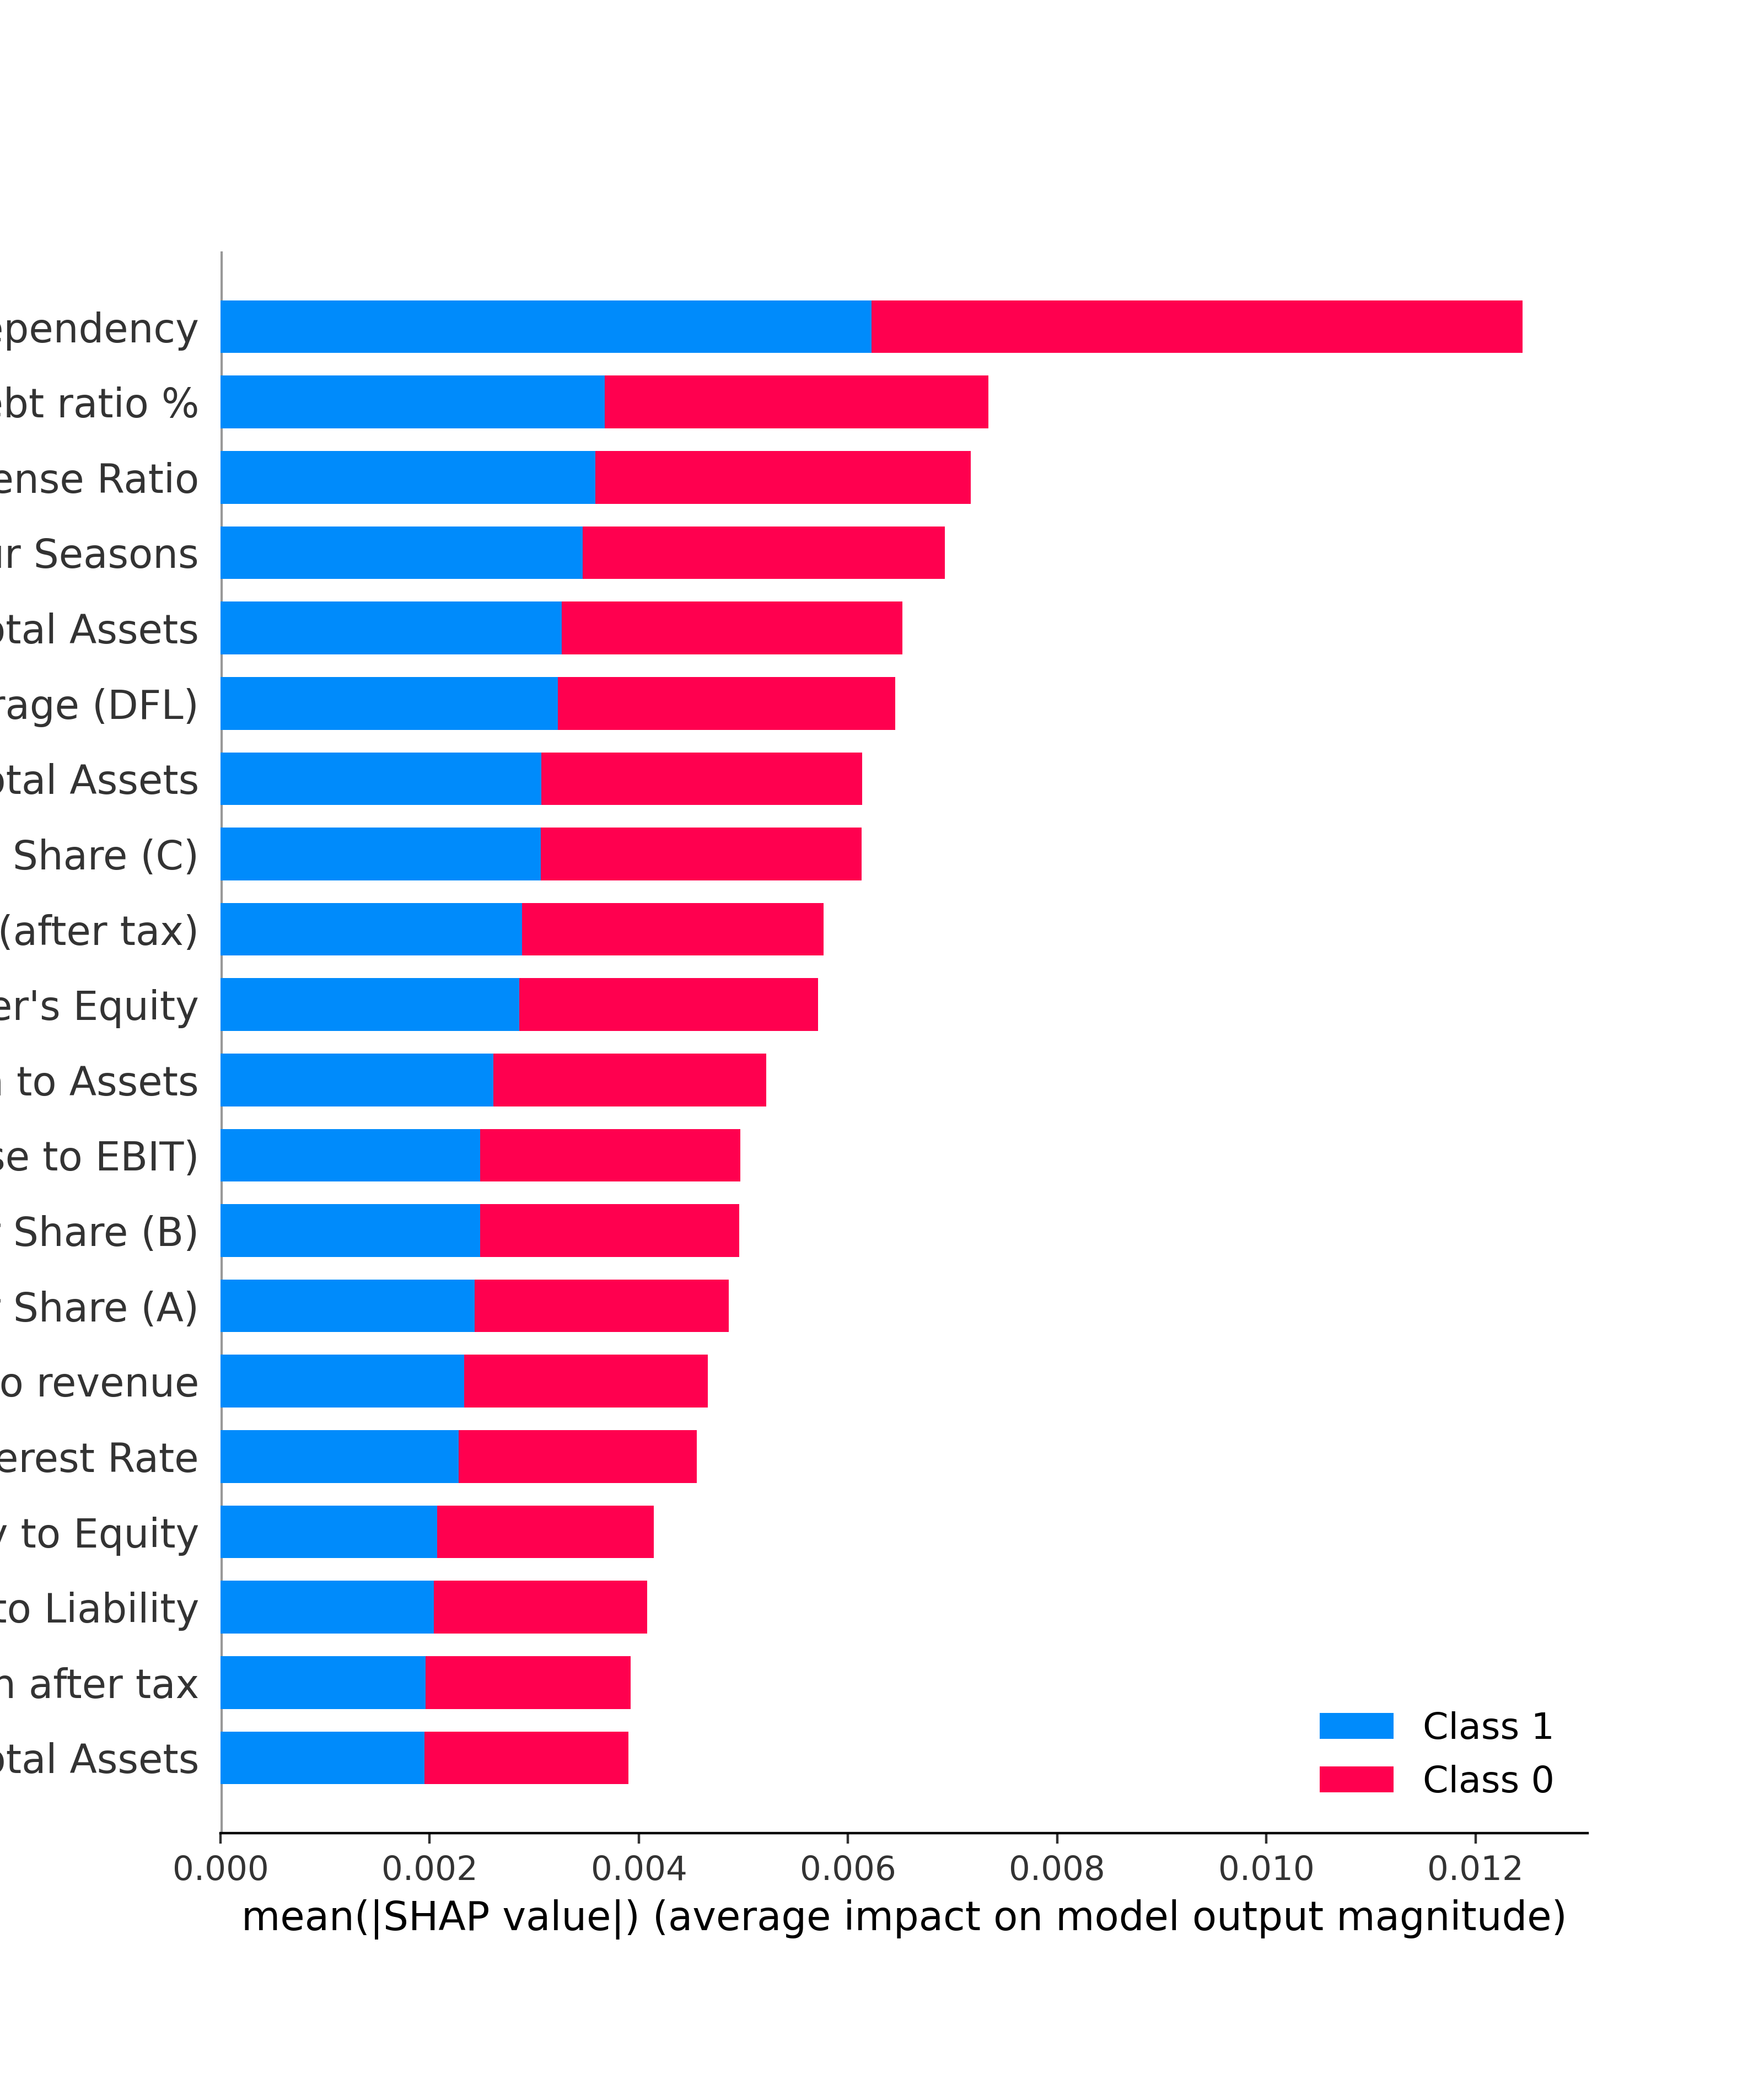 ependency
ebt ratio %
ense Ratio
ur Seasons
otal Assets
rage (DFL)
otal Assets
Share (C)
(after tax)
er's Equity
to Assets
se to EBIT)
Share (B)
Share (A)
o revenue
erest Rate
y to Equity
to Liability
n after tax
otal Assets
Class 1
Class 0
0.000 0.002 0.004 0.006 0.008 0.010 0.012
mean(|SHAP value|) (average impact on model output magnitude)